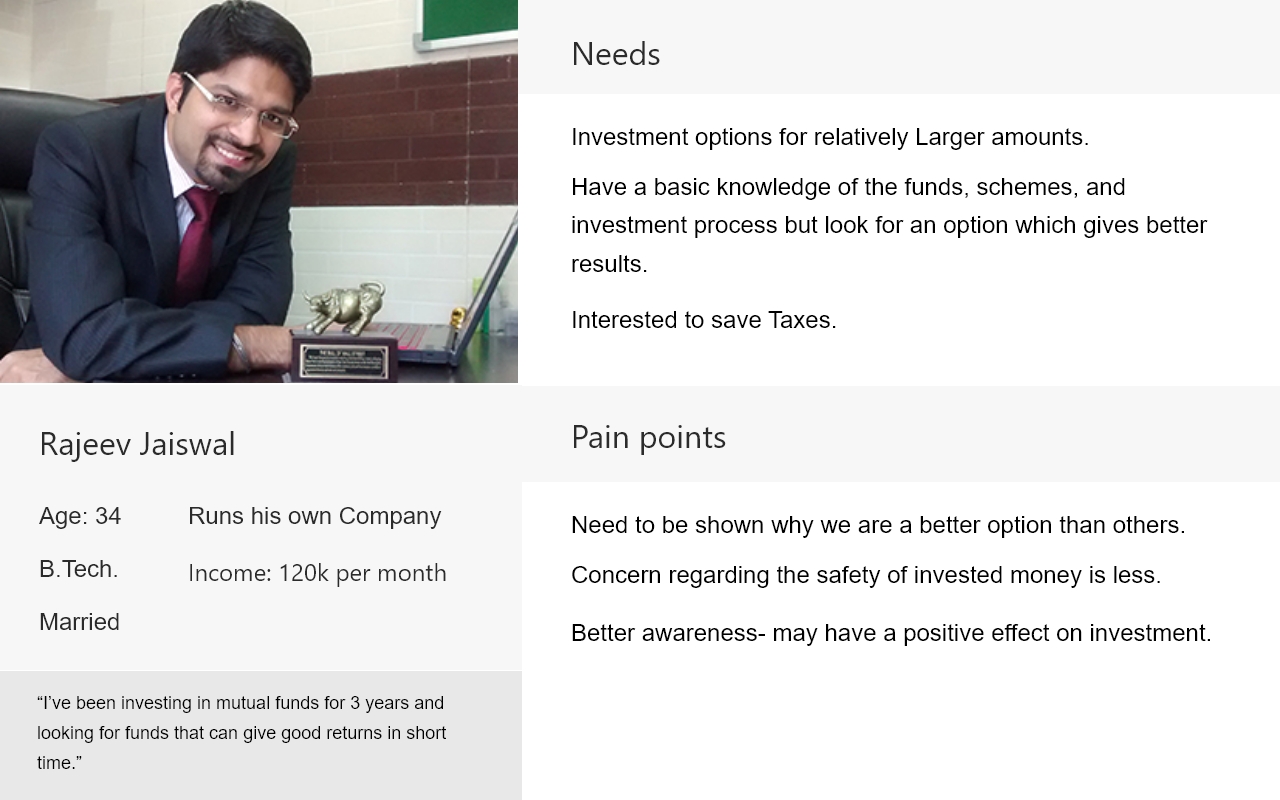 THE BULL OF WALL STREET
Needs
Investment options for relatively Larger amounts.
Have a basic knowledge of the funds, schemes, and
investment process but look for an option which gives better
results.
Interested to save Taxes.
Rajeev Jaiswal
Age: 34
Runs his own Company
B.Tech.
Income: 120k per month
Married
“I’ve been investing in mutual funds for 3 years and
looking for funds that can give good returns in short
time.”
Pain points
Need to be shown why we are a better option than others.
Concern regarding the safety of invested money is less.
Better awareness- may have a positive effect on investment.